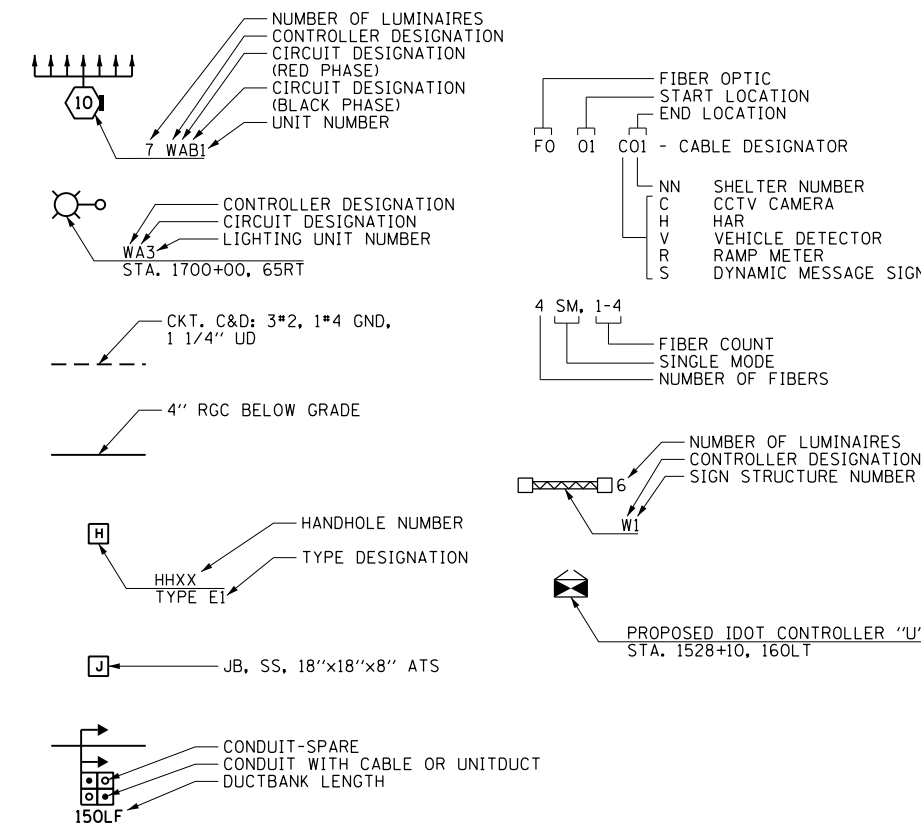 NUMBER OF LUMINAIRES
CONTROLLER DESIGNATION
CIRCUIT DESIGNATION
(RED PHASE)
CIRCUIT DESIGNATION
(BLACK PHASE)
UNIT NUMBER
10
7 WAB1
CONTROLLER DESIGNATION
CIRCUIT DESIGNATION
LIGHTING UNIT NUMBER
WA3
STA. 1700+00, 65RT
CKT. C&D: 3#2, 1#4 GND,
1 1/4'' UD
4'' RGC BELOW GRADE
H
HANDHOLE NUMBER
TYPE DESIGNATION
HHXX
TYPE E1
J
JB, SS, 18''x18''x8'' ATS
CONDUIT-SPARE
CONDUIT WITH CABLE OR UNITDUCT
DUCTBANK LENGTH
150LF
FIBER OPTIC
START LOCATION
END LOCATION
FO 01 C01 - CABLE DESIGNATOR
NN SHELTER NUMBER
C CCTV CAMERA
H HAR
V VEHICLE DETECTOR
R RAMP METER
S DYNAMIC MESSAGE SIGN
4 SM, 1-4
FIBER COUNT
SINGLE MODE
NUMBER OF FIBERS
NUMBER OF LUMINAIRES
CONTROLLER DESIGNATION
SIGN STRUCTURE NUMBER
6
W1
PROPOSED IDOT CONTROLLER "U"
STA. 1528+10, 160LT